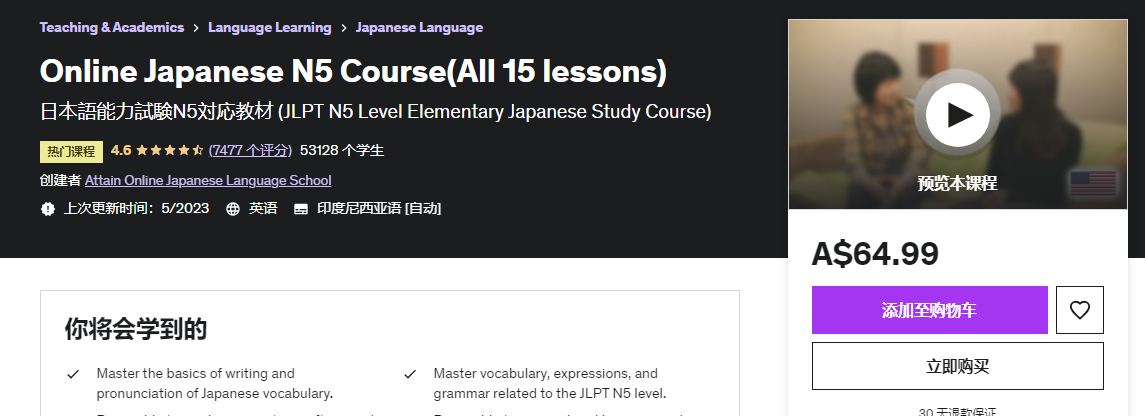 Teaching & Academics > Language Learning > Japanese Language
Online Japanese N5 Course(All 15 lessons)
日本語能力試験N5対応教材 (JLPT N5 Level Elementary Japanese Study Course)
热门课程 4.6 (7477 个评分) 53128 个学生
创建者 Attain Online Japanese Language School
上次更新时间: 5/2023 英语 印度尼西亚语 [自动]
预览本课程
A$64.99
添加至购物车
立即购买
30 天退款保证
你将会学到的
Master the basics of writing and
pronunciation of Japanese vocabulary.
Master vocabulary, expressions, and
grammar related to the JLPT N5 level.